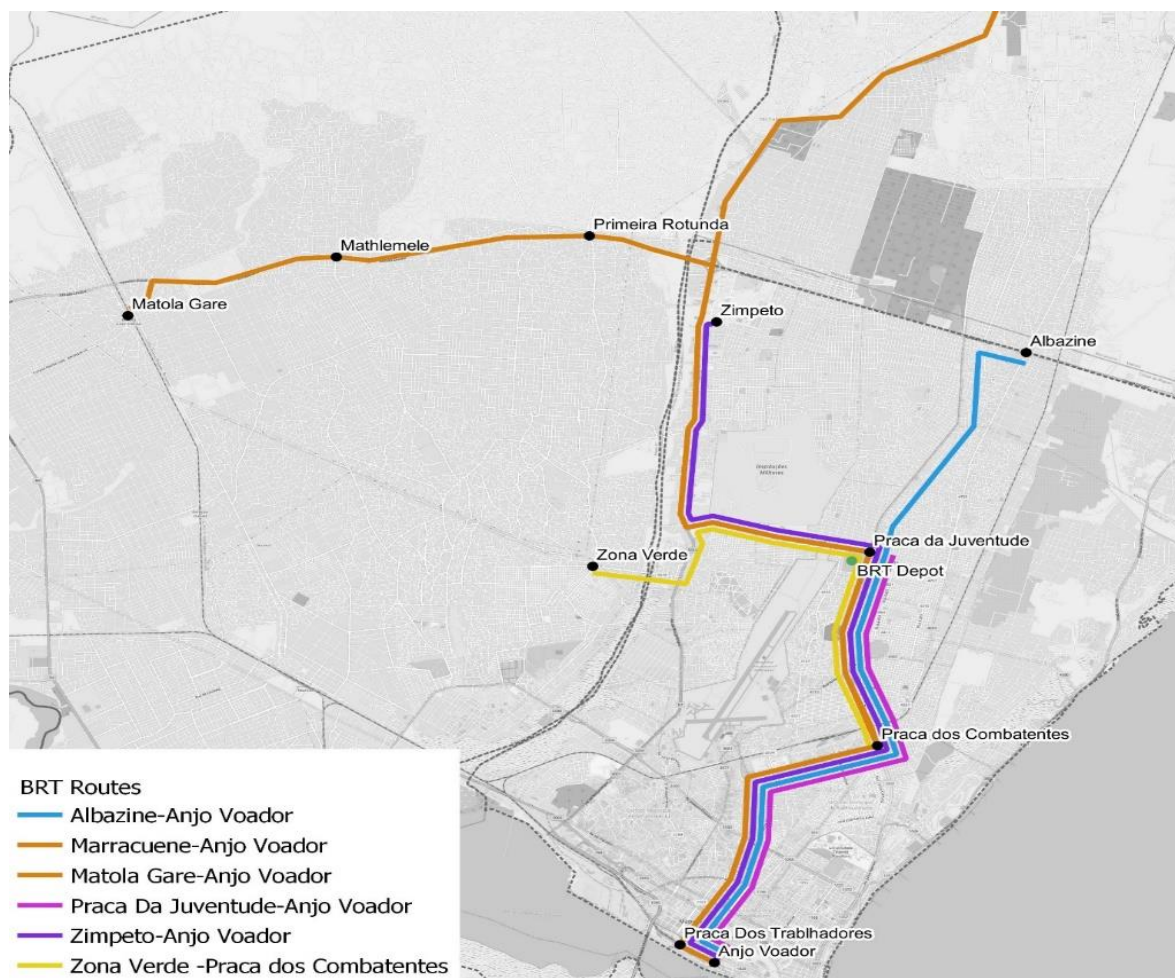 Primeira Rotunda
Mathlemele
Matola Gare
Zimpeto
Albazine
Zona Verde
Praca da Juventude
BRT Depot
Praca dos Combatentes
Praca Dos Trablhadores
Anjo Voador
BRT Routes
Albazine-Anjo Voador
Marracuene-Anjo Voador
Matola Gare-Anjo Voador
Praca Da Juventude-Anjo Voador
Zimpeto-Anjo Voador
Zona Verde -Praca dos Combatentes